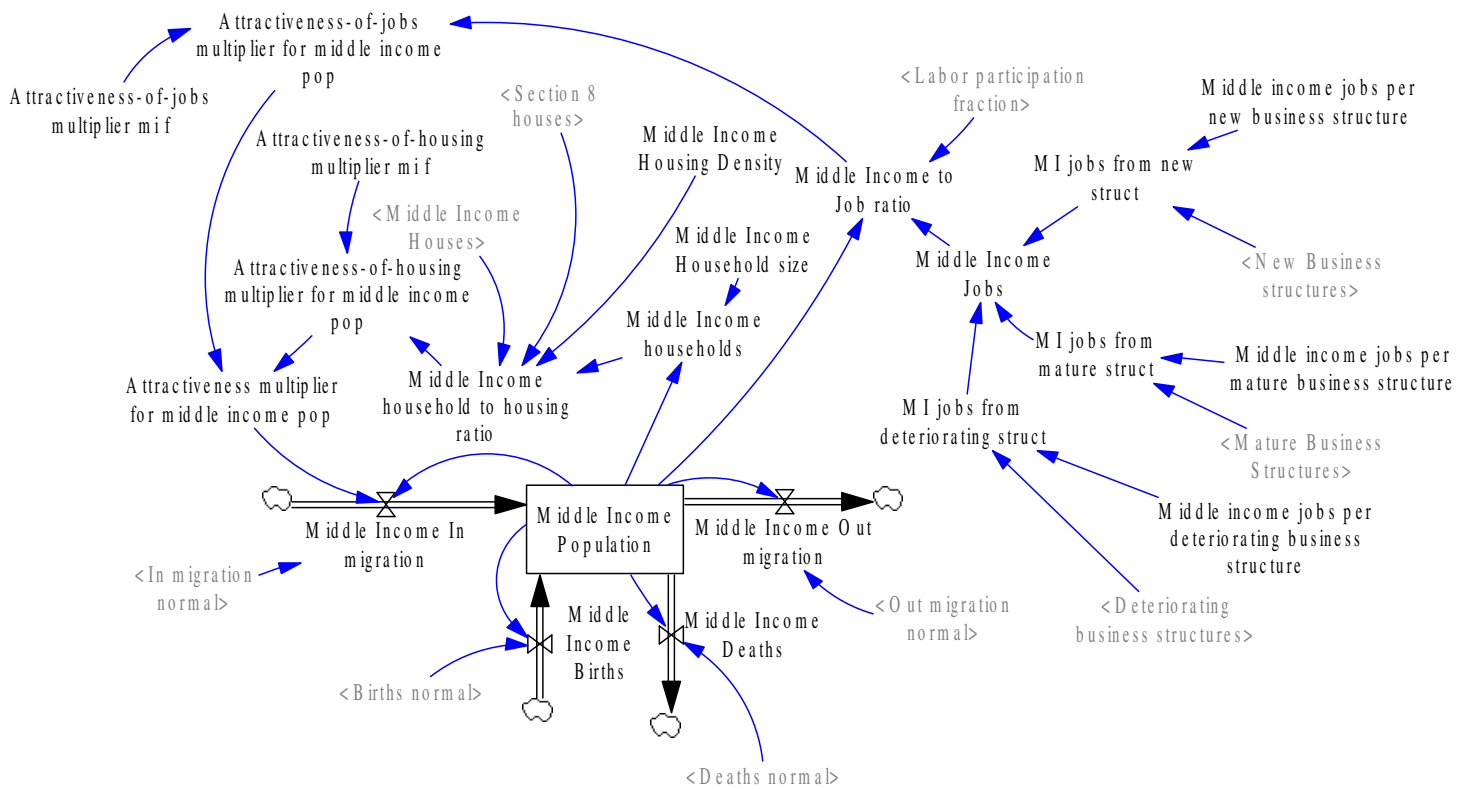 Attractiveness-of-jobs
multiplier for middle income
pop
Attractiveness-of-jobs
multiplier mif
<Section 8
houses>
<Labor participation
fraction>
Middle income jobs per
new business structure
Attractiveness-of-housing
multiplier mif
Middle Income
Housing Density
Middle Income to
Job ratio
MI jobs from new
struct
<Middle Income
Houses>
Middle Income
Household size
Middle Income
Jobs
<New Business
structures>
Attractiveness-of-housing
multiplier for middle income
pop
Middle Income
households
MI jobs from
mature struct
Middle income jobs per
mature business structure
Attractiveness multiplier
for middle income pop
Middle Income
household to housing
ratio
MI jobs from
deteriorating struct
<Mature Business
Structures>
Middle Income In
migration
Middle Income
Population
Middle Income Out
migration
Middle income jobs per
deteriorating business
structure
<In migration
normal>
Middle
Income
Births
Middle Income
Deaths
<Out migration
normal>
<Deteriorating
business structures>
<Births normal>
<Deaths normal>